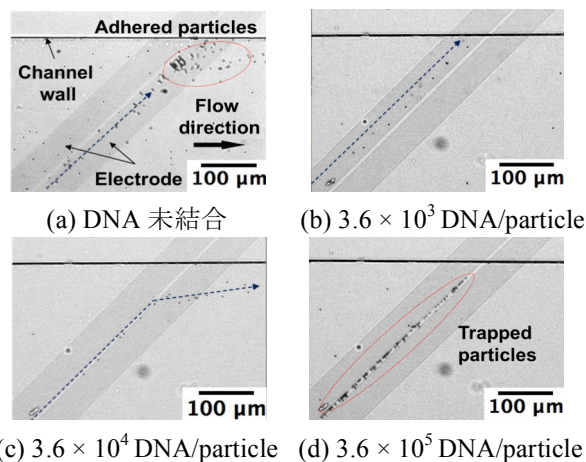 Adhered particles
Channel
wall
Flow
direction
Electrode
100 μm
100 μm
(a) DNA 未結合
(b) 3.6 × 10³ DNA/particle
Trapped
particles
100 μm
100 μm
(c) 3.6 × 10⁴ DNA/particle
(d) 3.6 × 10⁵ DNA/particle